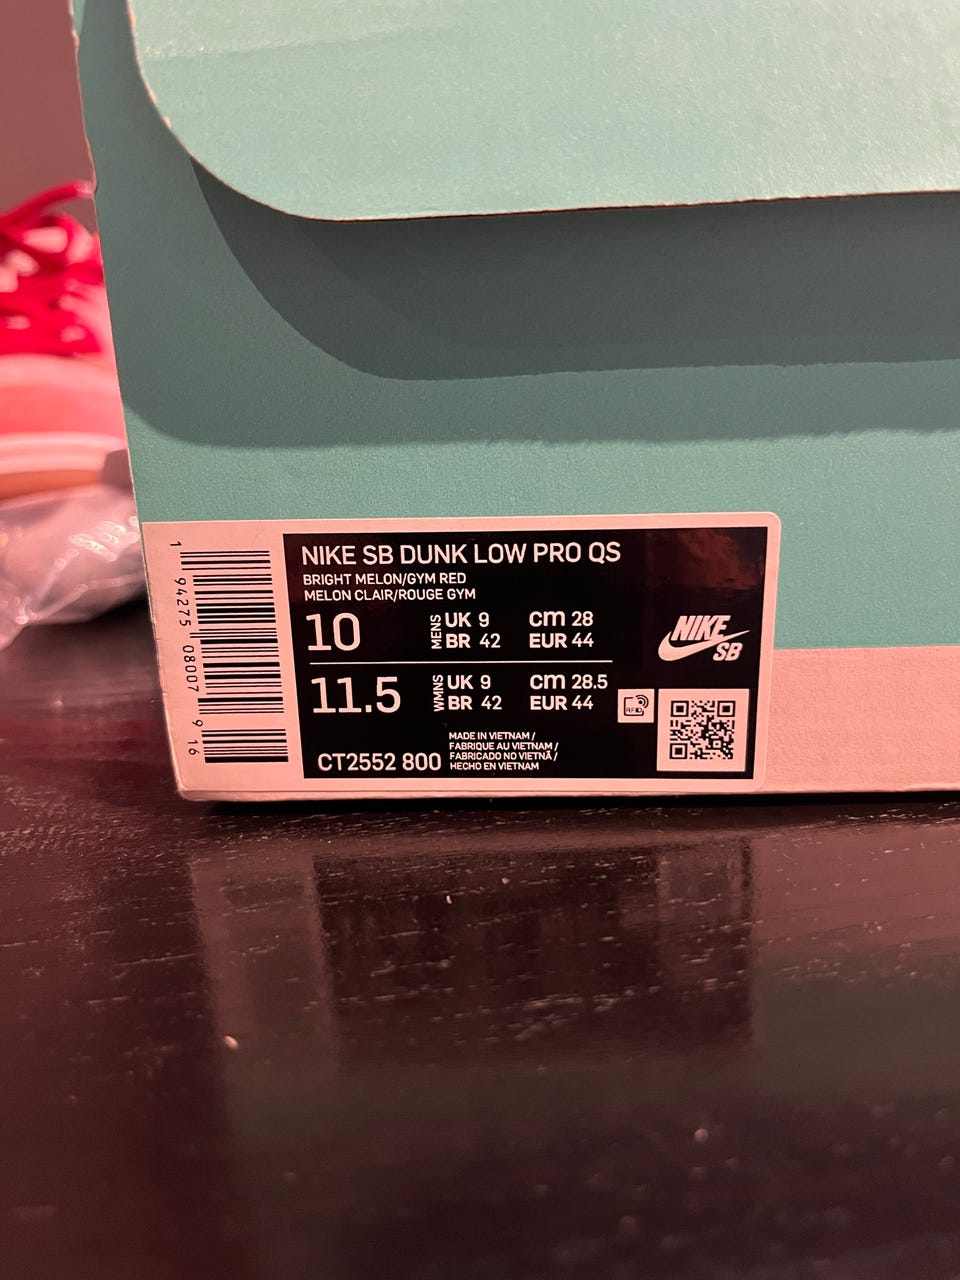 1 94275 08007 9 16
NIKE SB DUNK LOW PRO QS
BRIGHT MELON/GYM RED
MELON CLAIR/ROUGE GYM
10 MENS UK 9 CM 28
BR 42 EUR 44
11.5 WMNS UK 9 CM 28.5
BR 42 EUR 44
CT2552 800
MADE IN VIETNAM /
FABRIQUE AU VIETNAM /
FABRICADO NO VIETNÃ /
HECHO EN VIETNAM
NIKE
SB
RFID